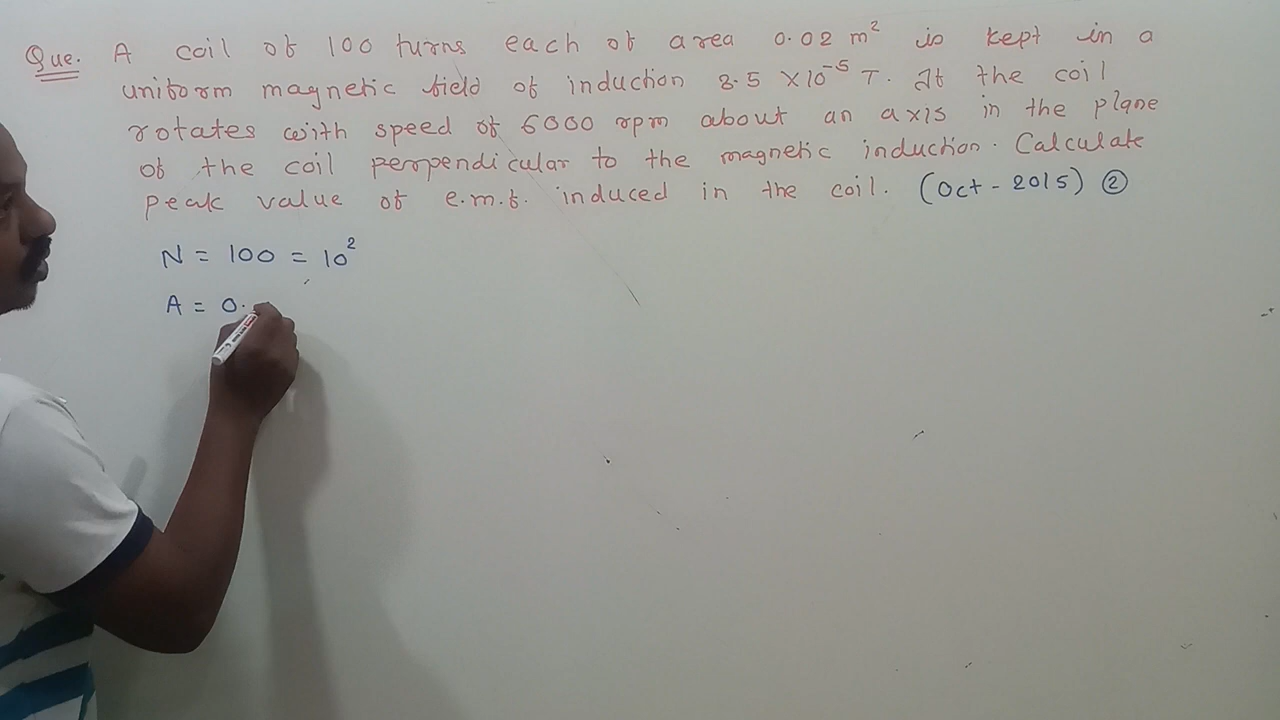 Que. A coil of 100 turns each of area 0.02 m² is kept in a
uniform magnetic field of induction 3.5 × 10⁻⁵ T. If the coil
rotates with speed of 6000 rpm about an axis in the plane
of the coil perpendicular to the magnetic induction. Calculate
peak value of e.m.f. induced in the coil. (Oct - 2015) ②
N = 100 = 10²
A = 0.